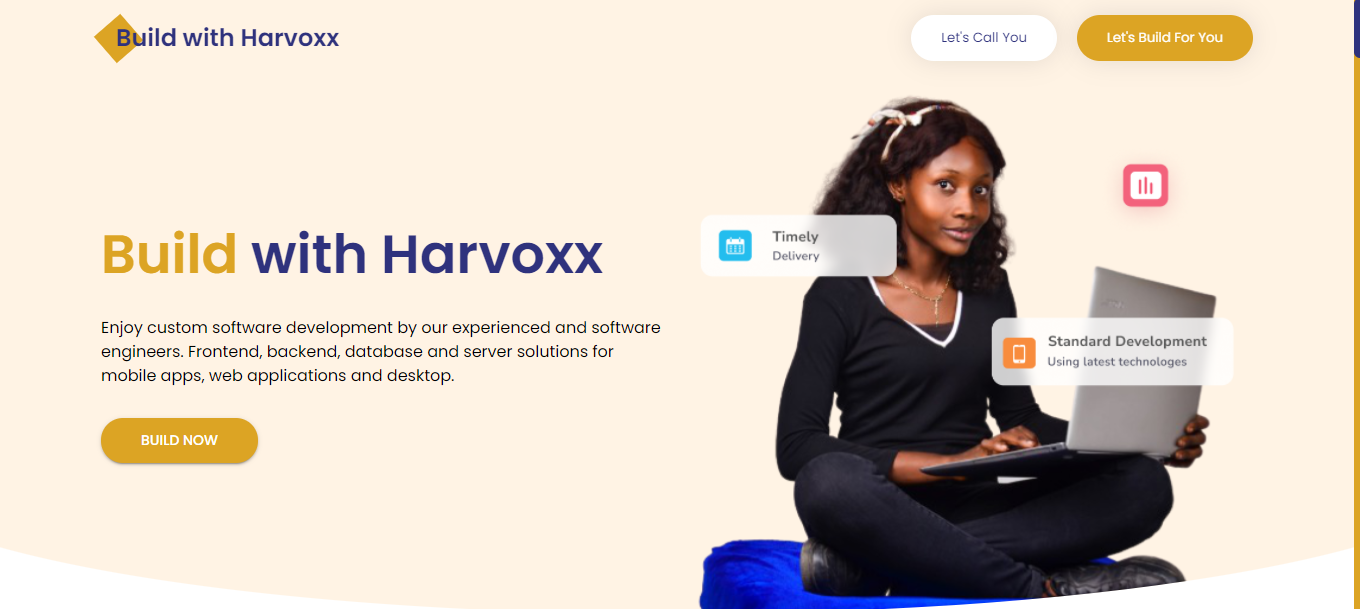 Build with Harvoxx
Let's Call You
Let's Build For You
Build with Harvoxx
Enjoy custom software development by our experienced and software
engineers. Frontend, backend, database and server solutions for
mobile apps, web applications and desktop.
BUILD NOW
Timely
Delivery
Standard Development
Using latest technologes